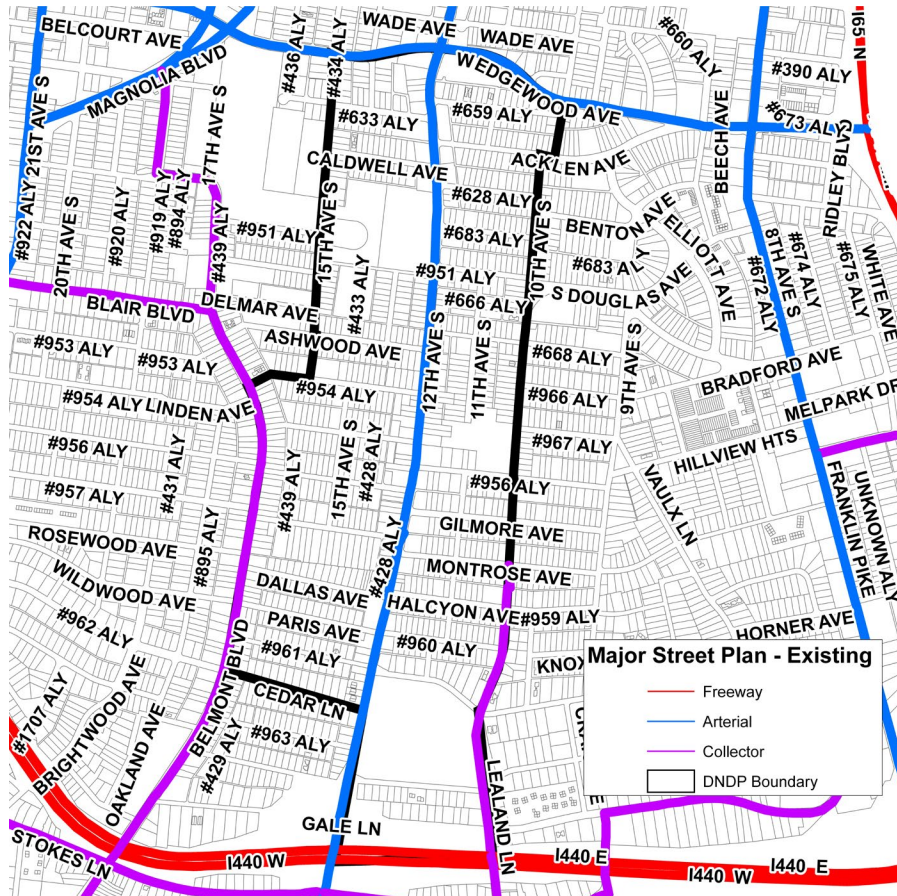 BELCOURT AVE
#436 ALY
#434 ALY
WADE AVE
WADE AVE
#660 ALY
I65 N
MAGNOLIA BLVD
WEDGEWOOD AVE
#390 ALY
#633 ALY
#659 ALY
#673 ALY
21ST AVE S
17TH AVE S
CALDWELL AVE
ACKLEN AVE
BEECH AVE
RIDLEY BLVD
#922 ALY
20TH AVE S
#920 ALY
#919 ALY
#894 ALY
#439 ALY
#951 ALY
15TH AVE S
#628 ALY
#683 ALY
10TH AVE S
BENTON AVE
ELLIOTT AVE
#683 ALY
8TH AVE S
#674 ALY
#672 ALY
#675 ALY
WHITE AVE
#433 ALY
#951 ALY
#666 ALY
S DOUGLAS AVE
BLAIR BLVD
DELMAR AVE
ASHWOOD AVE
12TH AVE S
11TH AVE S
9TH AVE S
#953 ALY
#953 ALY
#668 ALY
BRADFORD AVE
#954 ALY
LINDEN AVE
#954 ALY
#966 ALY
MELPARK DR
#956 ALY
#431 ALY
#439 ALY
15TH AVE S
#428 ALY
#967 ALY
HILLVIEW HTS
#957 ALY
#956 ALY
VAULX LN
FRANKLIN PIKE
UNKNOWN ALY
ROSEWOOD AVE
#895 ALY
#428 ALY
GILMORE AVE
WILDWOOD AVE
DALLAS AVE
MONTROSE AVE
#962 ALY
PARIS AVE
HALCYON AVE
#959 ALY
HORNER AVE
#961 ALY
#960 ALY
KNOX
BELMONT BLVD
CEDAR LN
#1707 ALY
BRIGHTWOOD AVE
OAKLAND AVE
#429 ALY
#963 ALY
LEALAND LN
GALE LN
STOKES LN
I440 W
I440 E
I440 W
I440 E
Major Street Plan - Existing
Freeway
Arterial
Collector
DNDP Boundary